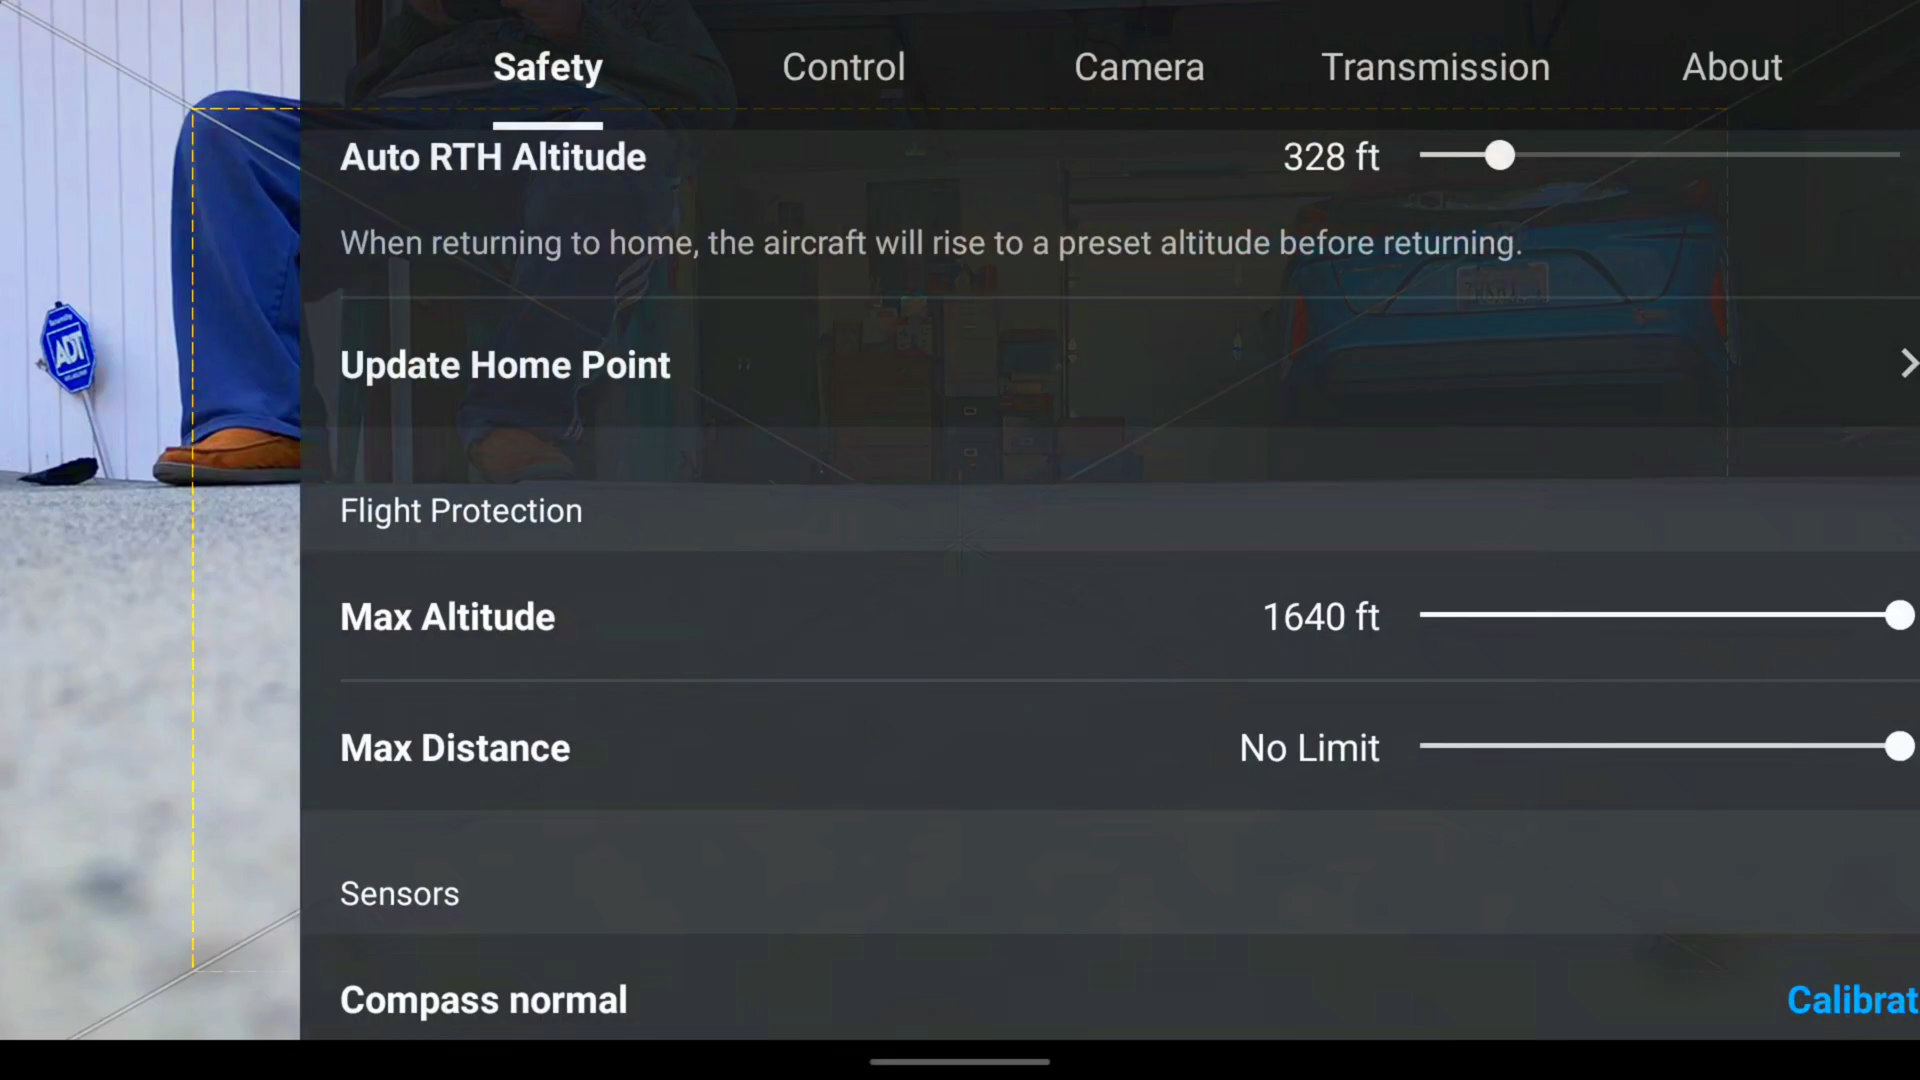 Safety Control Camera Transmission About
Auto RTH Altitude 328 ft
When returning to home, the aircraft will rise to a preset altitude before returning.
Update Home Point
ADT
Flight Protection
Max Altitude 1640 ft
Max Distance No Limit
Sensors
Compass normal Calibrat